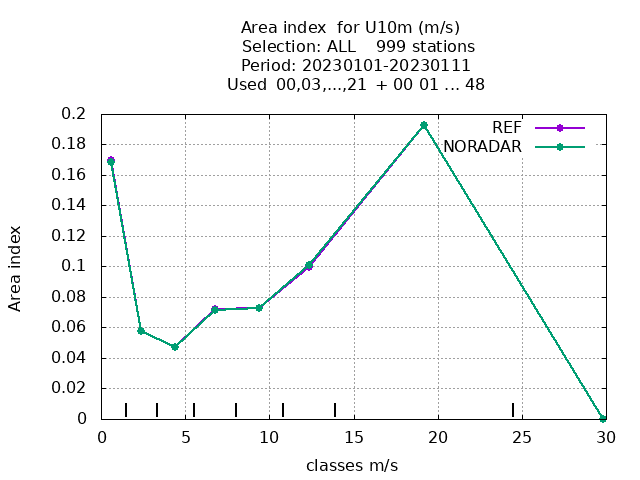 Area index  for U10m (m/s)
Selection: ALL    999 stations
Period: 20230101-20230111
Used  00,03,...,21  + 00 01 ... 48
0.2
0.18
0.16
0.14
0.12
0.1
0.08
0.06
0.04
0.02
0
Area index
REF
NORADAR
0 5 10 15 20 25 30
classes m/s